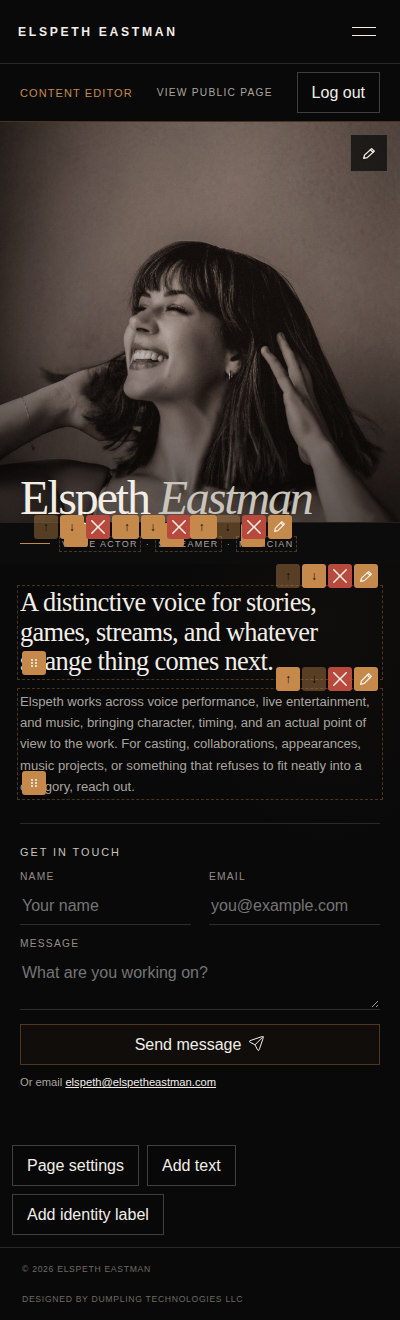 ELSPETH EASTMAN
CONTENT EDITOR
VIEW PUBLIC PAGE
Log out
Elspeth Eastman
ACTOR · · 
A distinctive voice for stories,
games, streams, and whatever
thing comes next.
Elspeth works across performance, live entertainment,
and music, bringing character, timing, and an actual point of
view to the work. For casting, collaborations, appearances,
music projects, or something that refuses to fit neatly into a
reach out.
GET IN TOUCH
NAME
EMAIL
Your name
you@example.com
MESSAGE
What are you working on?
Send message
Or email elspeth@elspetheastman.com
Page settings
Add text
Add identity label
© 2026 ELSPETH EASTMAN
DESIGNED BY DUMPLING TECHNOLOGIES LLC